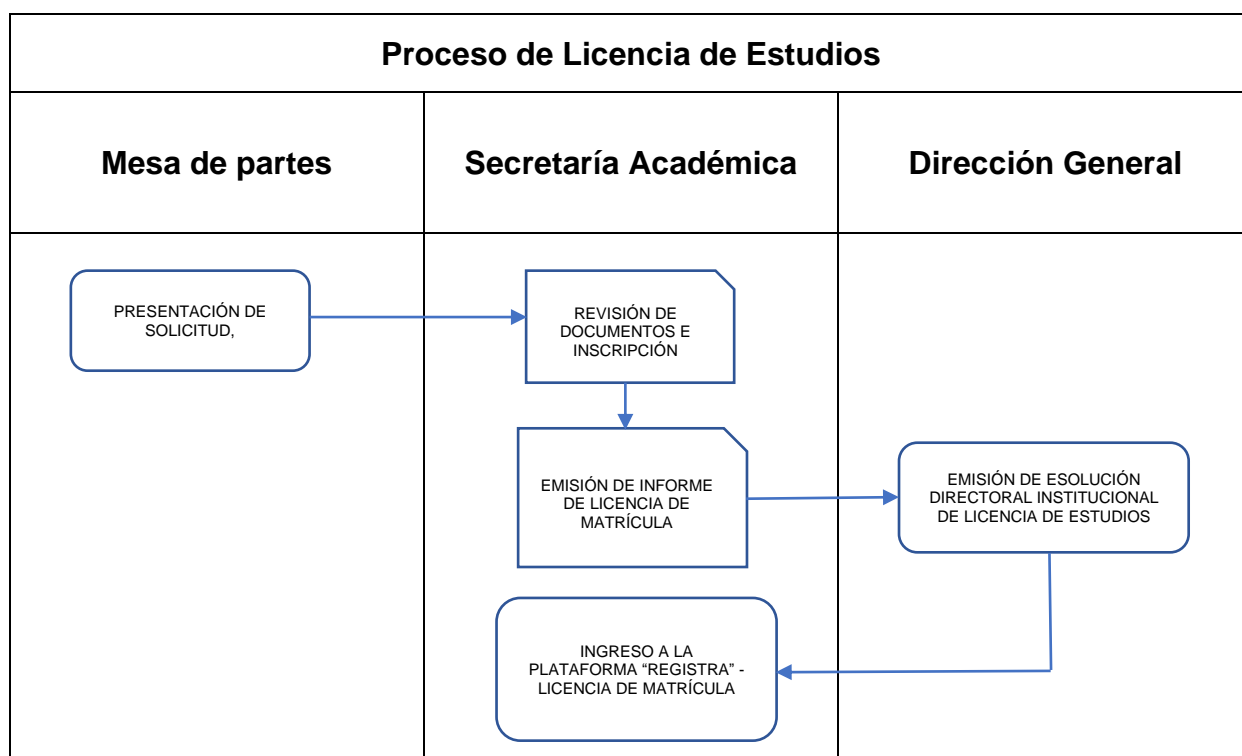 Proceso de Licencia de Estudios
Mesa de partes
Secretaría Académica
Dirección General
PRESENTACIÓN DE
SOLICITUD,
REVISIÓN DE
DOCUMENTOS E
INSCRIPCIÓN
EMISIÓN DE INFORME
DE LICENCIA DE
MATRÍCULA
EMISIÓN DE ESOLUCIÓN
DIRECTORAL INSTITUCIONAL
DE LICENCIA DE ESTUDIOS
INGRESO A LA
PLATAFORMA “REGISTRA” -
LICENCIA DE MATRÍCULA